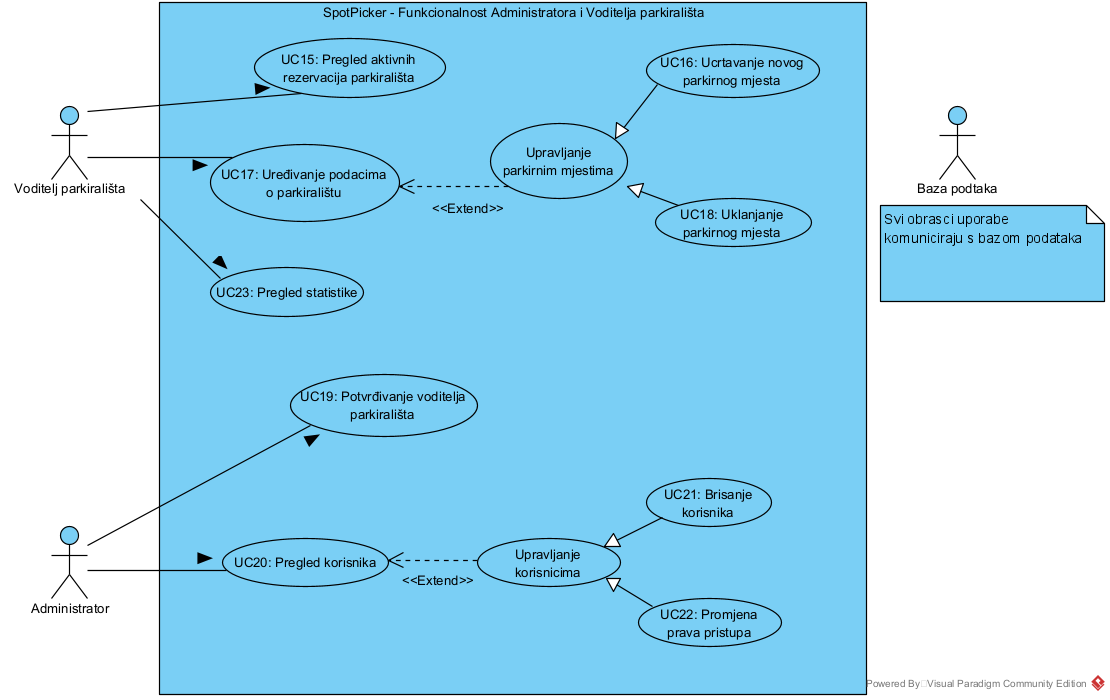 SpotPicker - Funkcionalnost Administratora i Voditelja parkirališta
UC15: Pregled aktivnih
rezervacija parkirališta
UC16: Ucrtavanje novog
parkirnog mjesta
Voditelj parkirališta
UC17: Uređivanje podacima
o parkiralištu
Upravljanje
parkirnim mjestima
<<Extend>>
UC18: Uklanjanje
parkirnog mjesta
Baza podtaka
Svi obrasci uporabe
komuniciraju s bazom podataka
UC23: Pregled statistike
UC19: Potvrđivanje voditelja
parkirališta
UC21: Brisanje
korisnika
Administrator
UC20: Pregled korisnika
<<Extend>>
Upravljanje
korisnicima
UC22: Promjena
prava pristupa
Powered By Visual Paradigm Community Edition